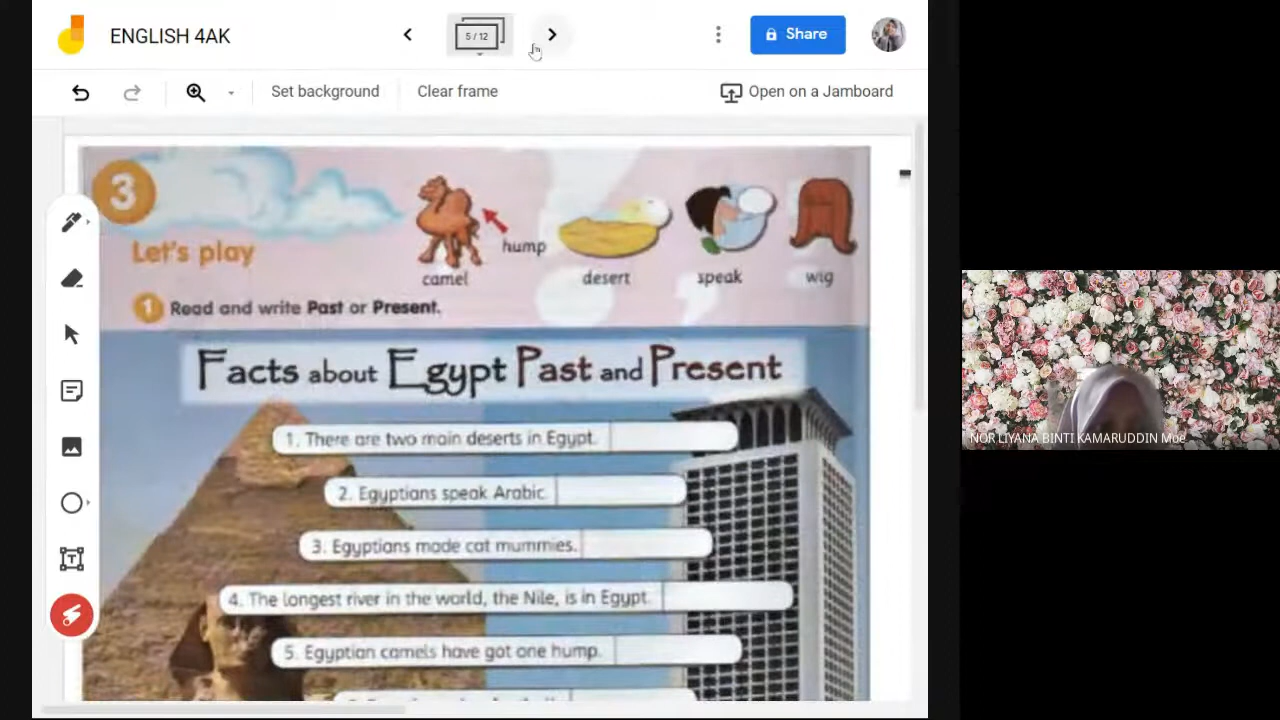 ENGLISH 4AK
5 / 12
Share
Set background
Clear frame
Open on a Jamboard
3
Let's play
hump
camel
desert
speak
wig
1 Read and write Past or Present.
Facts about Egypt Past and Present
1. There are two main deserts in Egypt.
2. Egyptians speak Arabic.
3. Egyptians made cat mummies.
4. The longest river in the world, the Nile, is in Egypt.
5. Egyptian camels have got one hump.
NOR LIYANA BINTI KAMARUDDIN Moe